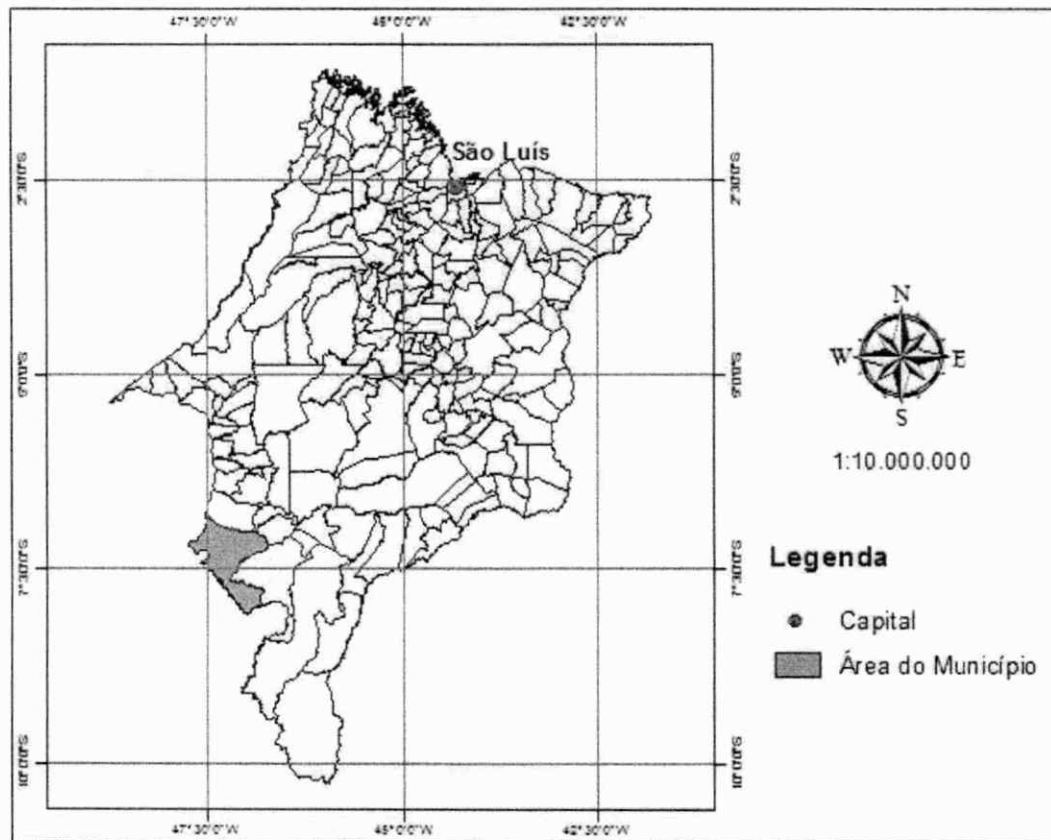 47°30'0"W 45°0'0"W 42°30'0"W
São Luís
2°30'0"S 2°30'0"S
N
W E
S
5°0'0"S 5°0'0"S
1:10.000.000
Legenda
7°30'0"S 7°30'0"S
Capital
Área do Município
10°0'0"S 10°0'0"S
47°30'0"W 45°0'0"W 42°30'0"W